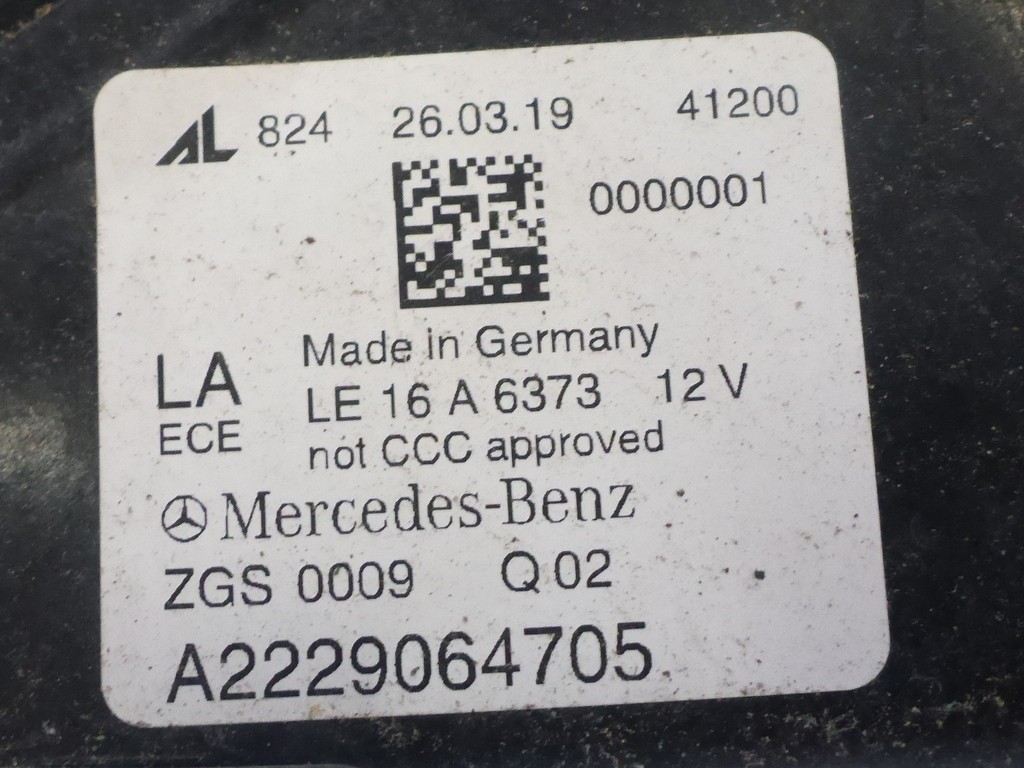 AL 824 26.03.19 41200
0000001
Made in Germany
LA LE 16 A 6373 12 V
ECE not CCC approved
Mercedes-Benz
ZGS 0009 Q 02
A2229064705